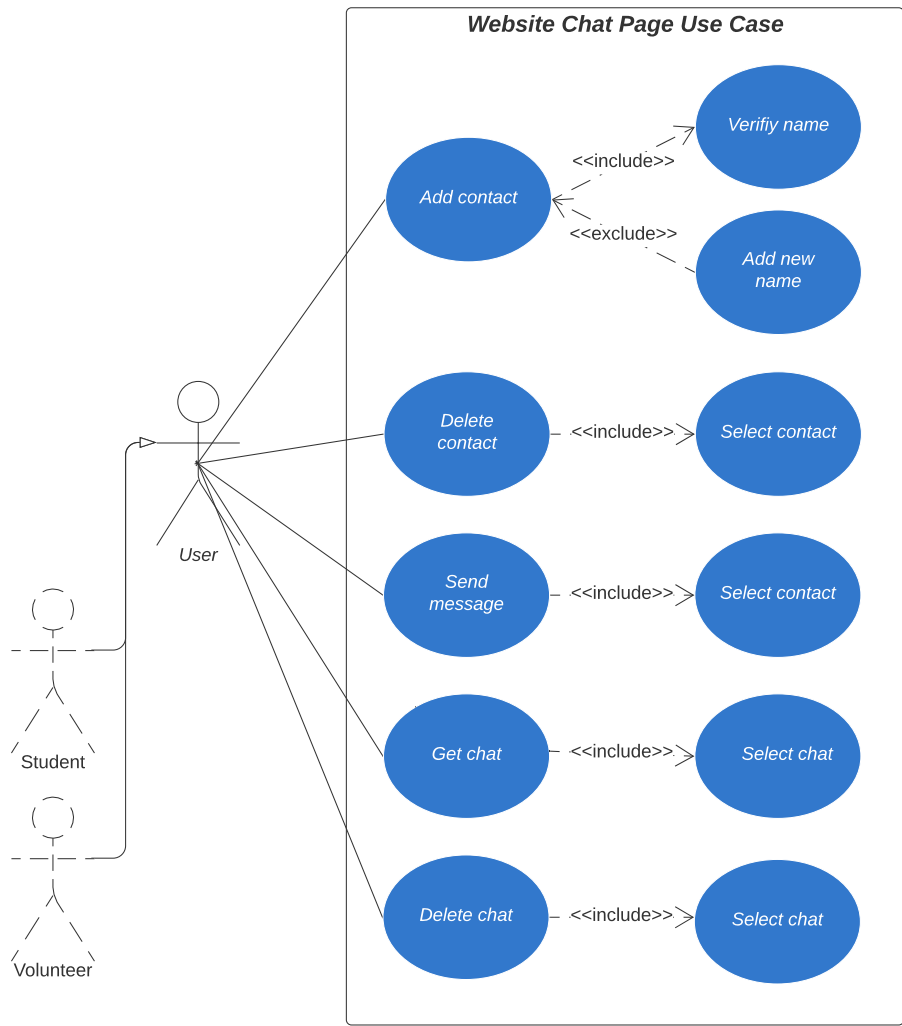 Website Chat Page Use Case
Verifiy name
<<include>>
Add contact
<<exclude>>
Add new
name
Delete
contact
<<include>>
Select contact
User
Send
message
<<include>>
Select contact
Student
Get chat
<<include>>
Select chat
Delete chat
<<include>>
Select chat
Volunteer